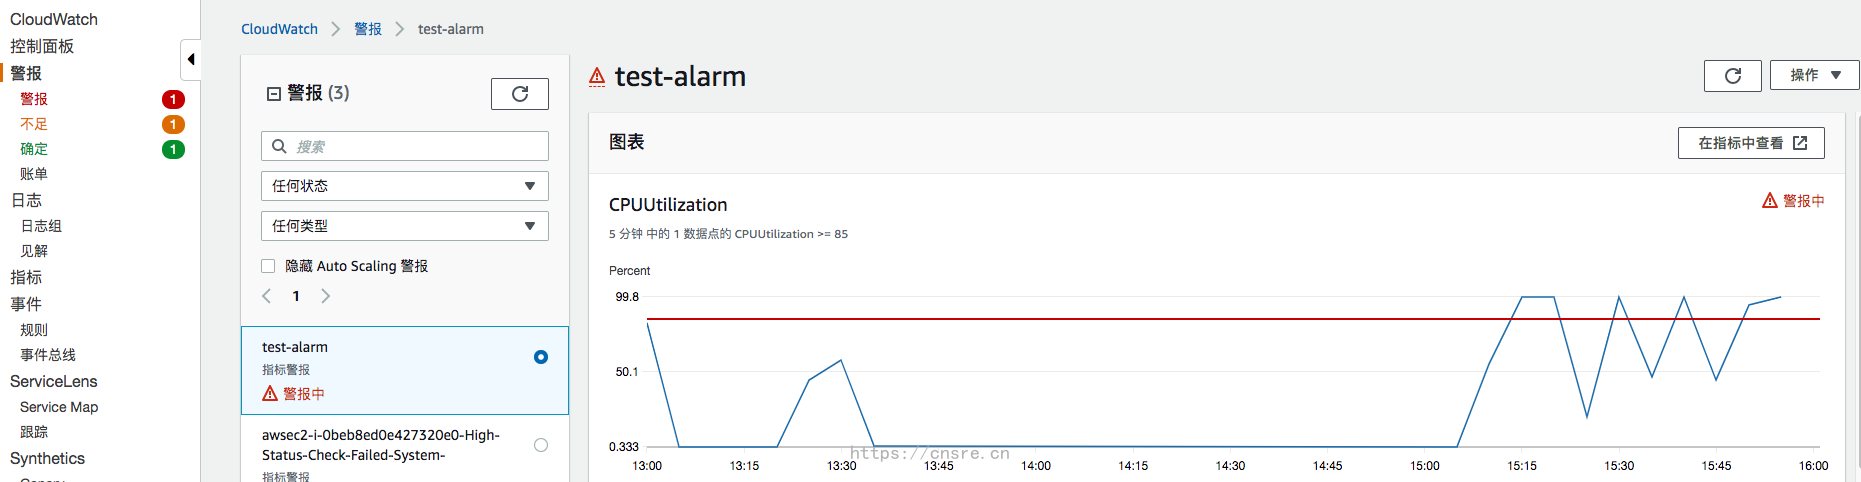 CloudWatch
控制面板
警报
警报 1
不足 1
确定 1
账单
日志
日志组
见解
指标
事件
规则
事件总线
ServiceLens
Service Map
跟踪
Synthetics
CloudWatch > 警报 > test-alarm
警报 (3)
搜索
任何状态
任何类型
隐藏 Auto Scaling 警报
1
test-alarm
指标警报
警报中
awsec2-i-0beb8ed0e427320e0-High-
Status-Check-Failed-System-
指标警报
test-alarm
操作
图表
在指标中查看
CPUUtilization
警报中
5 分钟 中的 1 数据点的 CPUUtilization >= 85
Percent
99.8
50.1
0.333
13:00 13:15 13:30 13:45 14:00 14:15 14:30 14:45 15:00 15:15 15:30 15:45 16:00
https://cnsre.cn